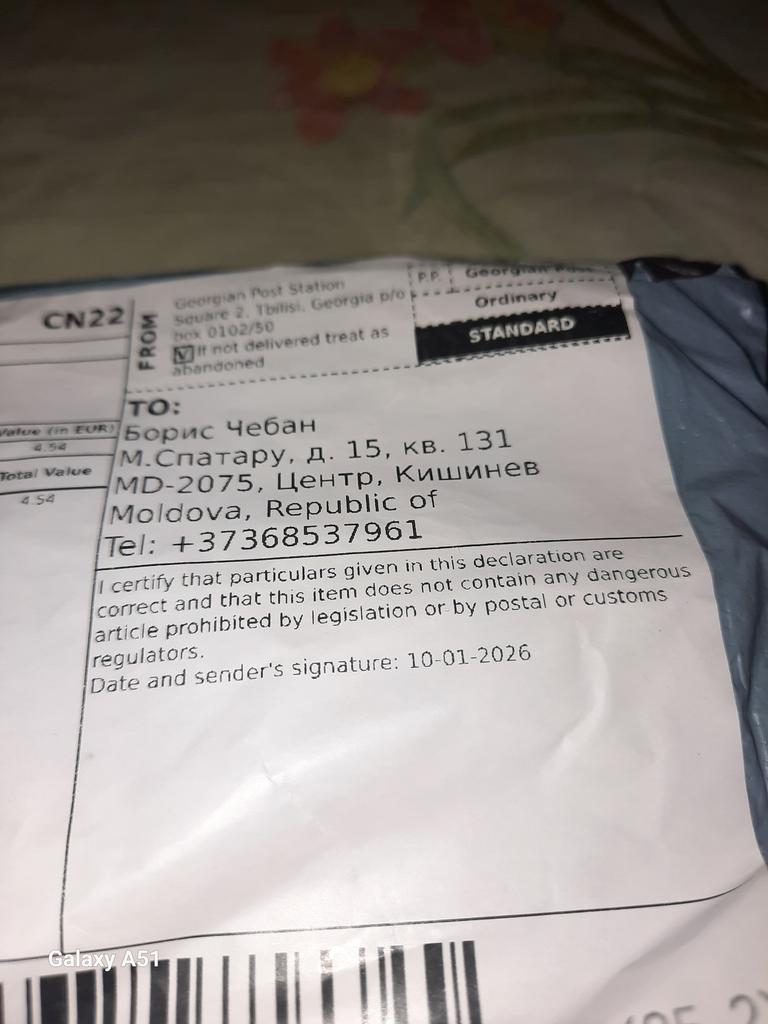 CN22
FROM
Georgian Post Station
Square 2, Tbilisi, Georgia p/o
box 0102/50
If not delivered treat as
abandoned
P.P.
Georgian Post
Ordinary
STANDARD
Value (in EUR)
4.54
Total Value
4.54
TO:
Борис Чебан
М.Спатару, д. 15, кв. 131
MD-2075, Центр, Кишинев
Moldova, Republic of
Tel: +37368537961
I certify that particulars given in this declaration are
correct and that this item does not contain any dangerous
article prohibited by legislation or by postal or customs
regulators.
Date and sender's signature: 10-01-2026
Galaxy A51